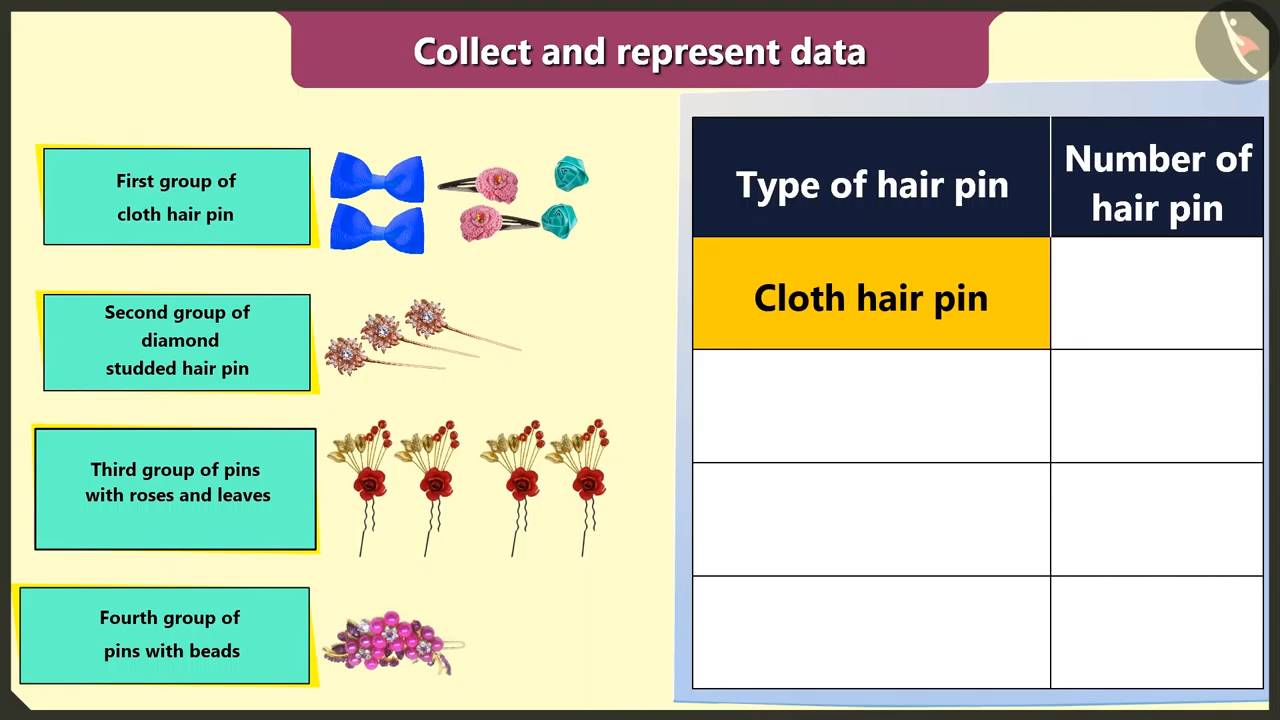 Collect and represent data
First group of
cloth hair pin
Second group of
diamond
studded hair pin
Third group of pins
with roses and leaves
Fourth group of
pins with beads
Type of hair pin
Number of
hair pin
Cloth hair pin